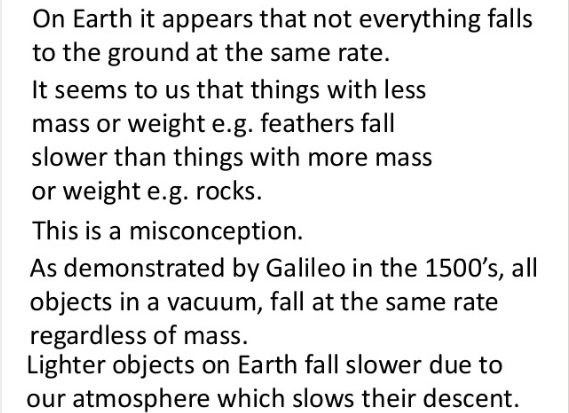 On Earth it appears that not everything falls
to the ground at the same rate.
It seems to us that things with less
mass or weight e.g. feathers fall
slower than things with more mass
or weight e.g. rocks.
This is a misconception.
As demonstrated by Galileo in the 1500’s, all
objects in a vacuum, fall at the same rate
regardless of mass.
Lighter objects on Earth fall slower due to
our atmosphere which slows their descent.